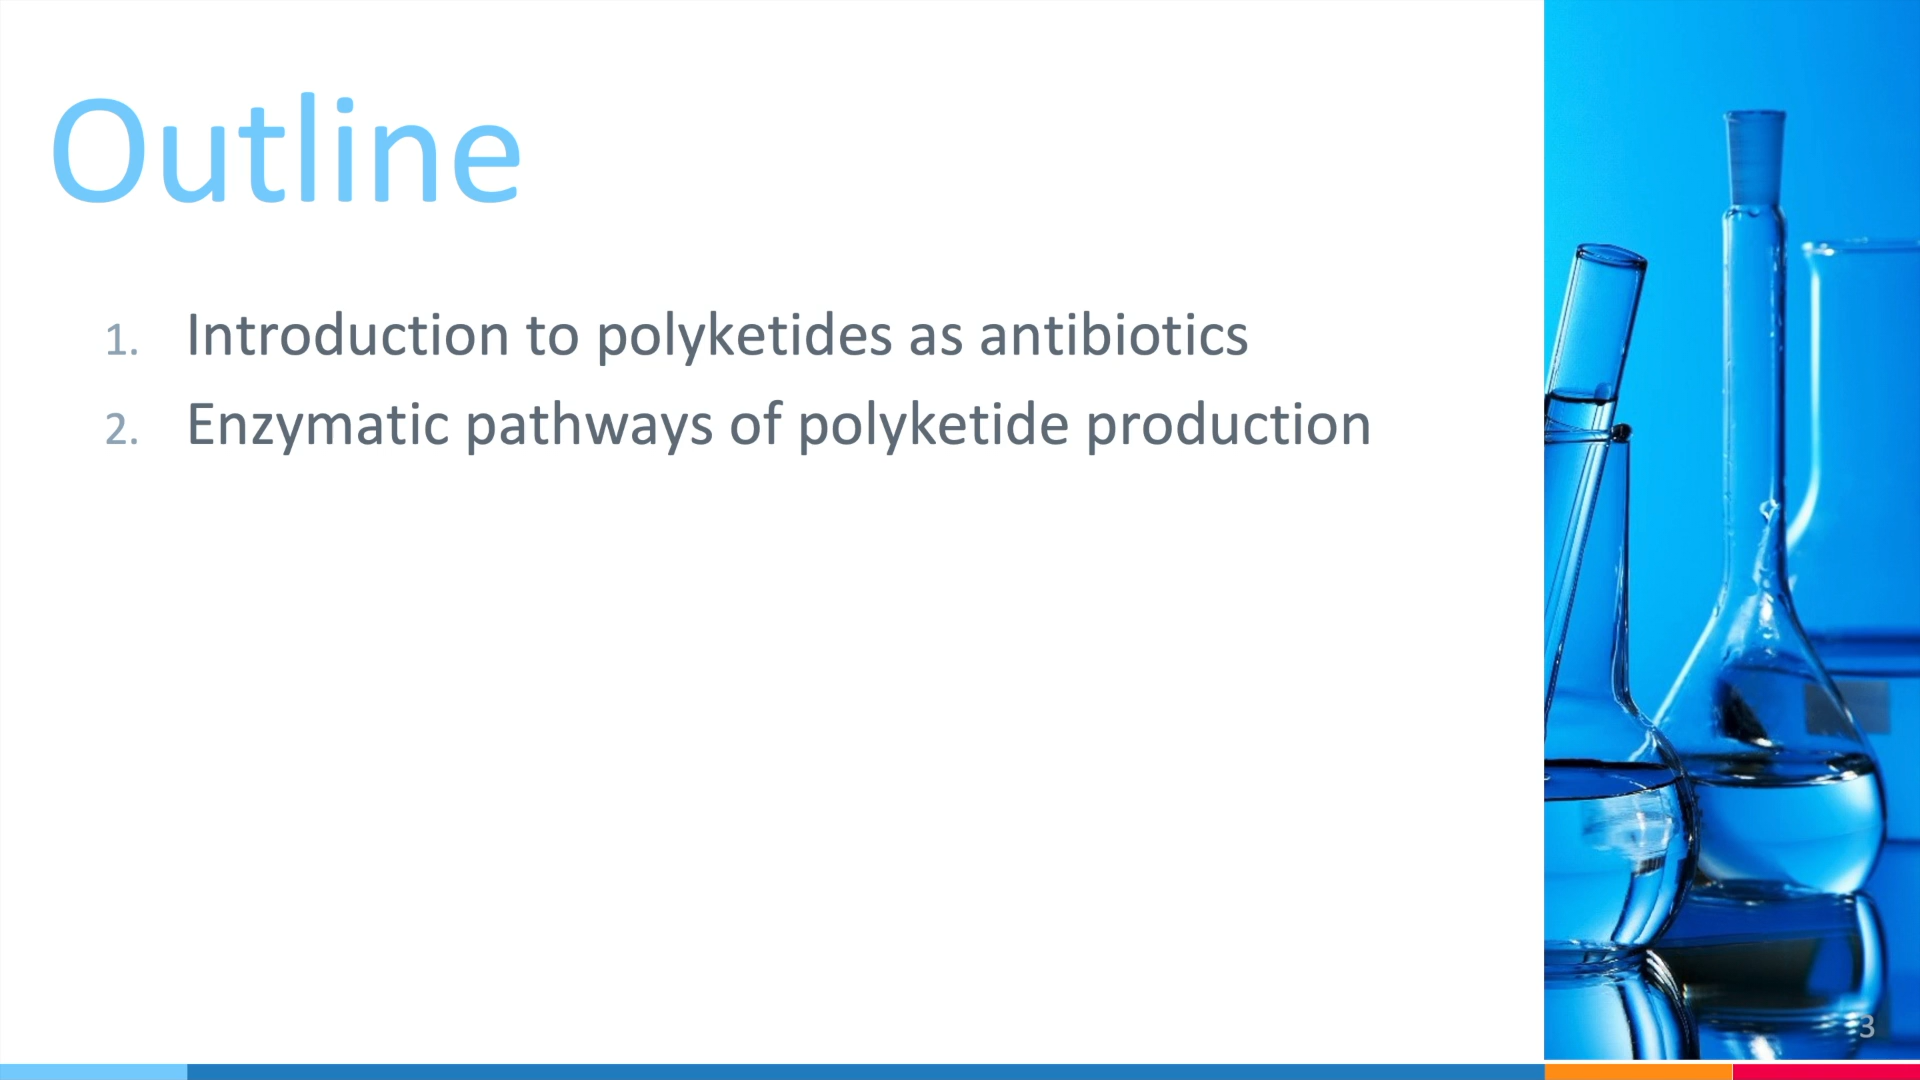 Outline
1. Introduction to polyketides as antibiotics
2. Enzymatic pathways of polyketide production
3